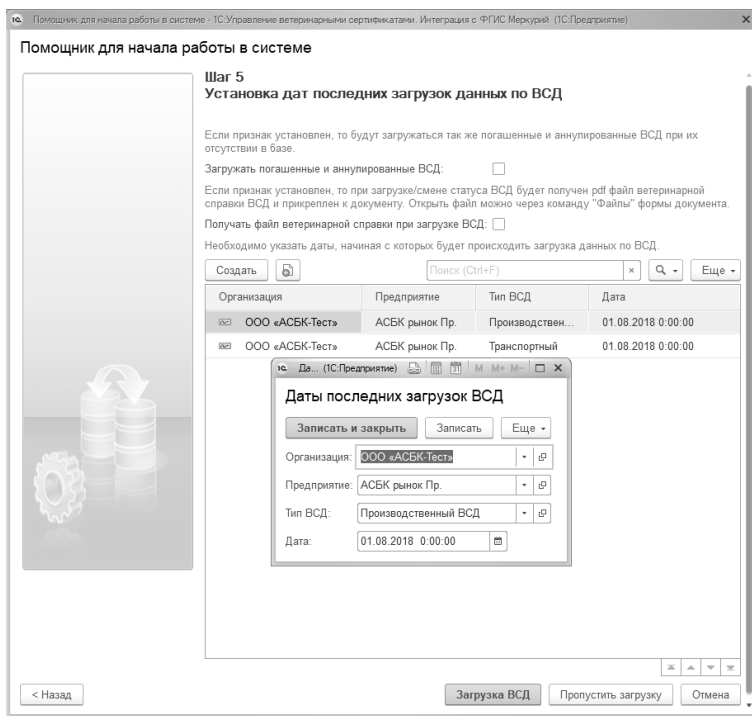 Помощник для начала работы в системе - 1С:Управление ветеринарными сертификатами. Интеграция с ФГИС Меркурий (1С:Предприятие)
Помощник для начала работы в системе
Шаг 5
Установка дат последних загрузок данных по ВСД
Если признак установлен, то будут загружаться так же погашенные и аннулированные ВСД при их
отсутствии в базе.
Загружать погашенные и аннулированные ВСД:
Если признак установлен, то при загрузке/смене статуса ВСД будет получен pdf файл ветеринарной
справки ВСД и прикреплен к документу. Открыть файл можно через команду "Файлы" формы документа.
Получать файл ветеринарной справки при загрузке ВСД:
Необходимо указать даты, начиная с которых будет происходить загрузка данных по ВСД.
Создать Поиск (Ctrl+F) × Еще
Организация Предприятие Тип ВСД Дата
ООО «АСБК-Тест» АСБК рынок Пр. Производствен... 01.08.2018 0:00:00
ООО «АСБК-Тест» АСБК рынок Пр. Транспортный 01.08.2018 0:00:00
1С Да... (1С:Предприятие) 31 M M+ M-
Даты последних загрузок ВСД
Записать и закрыть Записать Еще
Организация: ООО «АСБК-Тест»
Предприятие: АСБК рынок Пр.
Тип ВСД: Производственный ВСД
Дата: 01.08.2018 0:00:00
< Назад Загрузка ВСД Пропустить загрузку Отмена